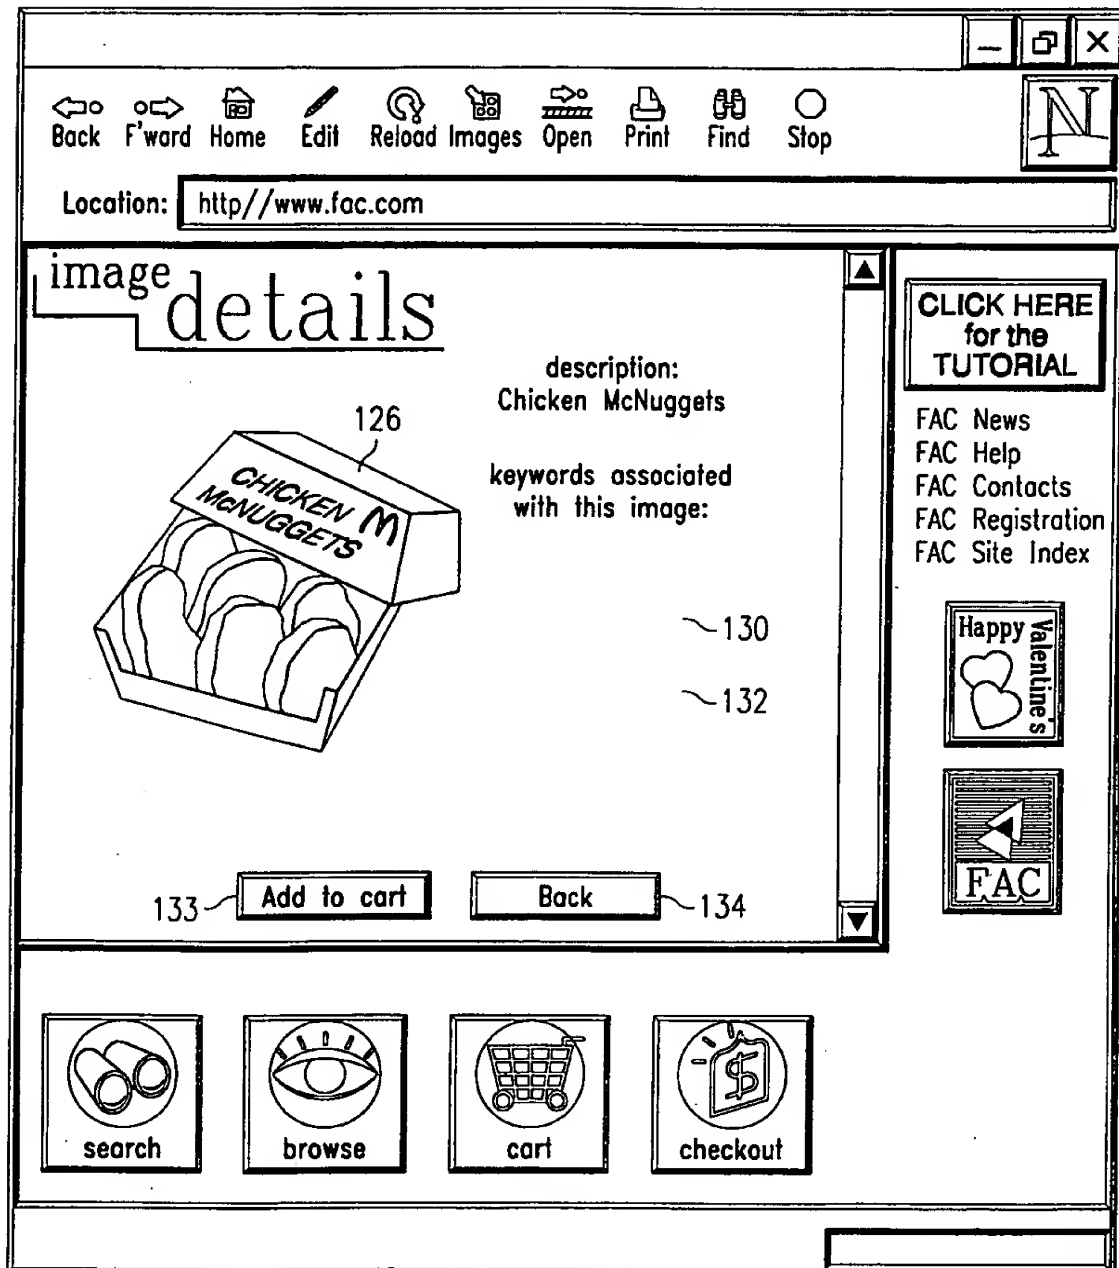 Back F'ward Home Edit Reload Images Open Print Find Stop
N
Location: http//www.fac.com
image
details
description:
Chicken McNuggets
keywords associated
with this image:
126
CHICKEN
McNUGGETS
M
130
132
133 Add to cart Back 134
CLICK HERE
for the
TUTORIAL
FAC News
FAC Help
FAC Contacts
FAC Registration
FAC Site Index
Happy
Valentine's
FAC
search browse cart checkout
$